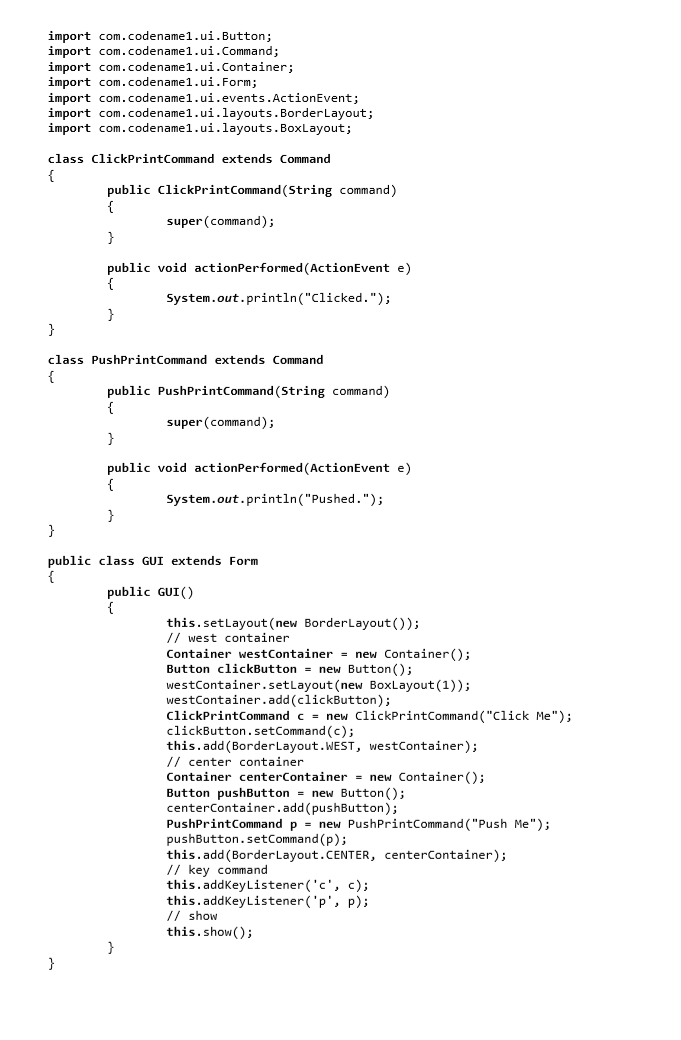 import com.codename1.ui.Button;
import com.codename1.ui.Command;
import com.codename1.ui.Container;
import com.codename1.ui.Form;
import com.codename1.ui.events.ActionEvent;
import com.codename1.ui.layouts.BorderLayout;
import com.codename1.ui.layouts.BoxLayout;

class ClickPrintCommand extends Command
{
        public ClickPrintCommand(String command)
        {
                super(command);
        }

        public void actionPerformed(ActionEvent e)
        {
                System.out.println("Clicked.");
        }
}

class PushPrintCommand extends Command
{
        public PushPrintCommand(String command)
        {
                super(command);
        }

        public void actionPerformed(ActionEvent e)
        {
                System.out.println("Pushed.");
        }
}

public class GUI extends Form
{
        public GUI()
        {
                this.setLayout(new BorderLayout());
                // west container
                Container westContainer = new Container();
                Button clickButton = new Button();
                westContainer.setLayout(new BoxLayout(1));
                westContainer.add(clickButton);
                ClickPrintCommand c = new ClickPrintCommand("Click Me");
                clickButton.setCommand(c);
                this.add(BorderLayout.WEST, westContainer);
                // center container
                Container centerContainer = new Container();
                Button pushButton = new Button();
                centerContainer.add(pushButton);
                PushPrintCommand p = new PushPrintCommand("Push Me");
                pushButton.setCommand(p);
                this.add(BorderLayout.CENTER, centerContainer);
                // key command
                this.addKeyListener('c', c);
                this.addKeyListener('p', p);
                // show
                this.show();
        }
}